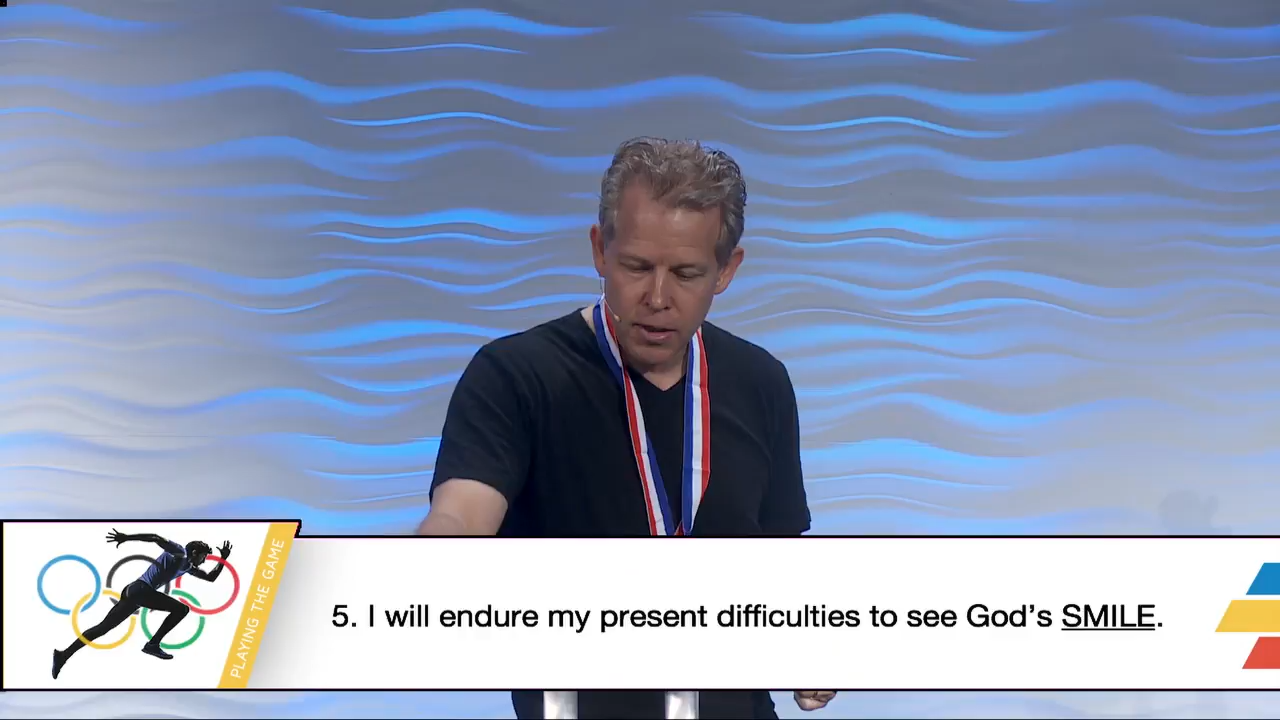 PLAYING THE GAME
5. I will endure my present difficulties to see God’s SMILE.